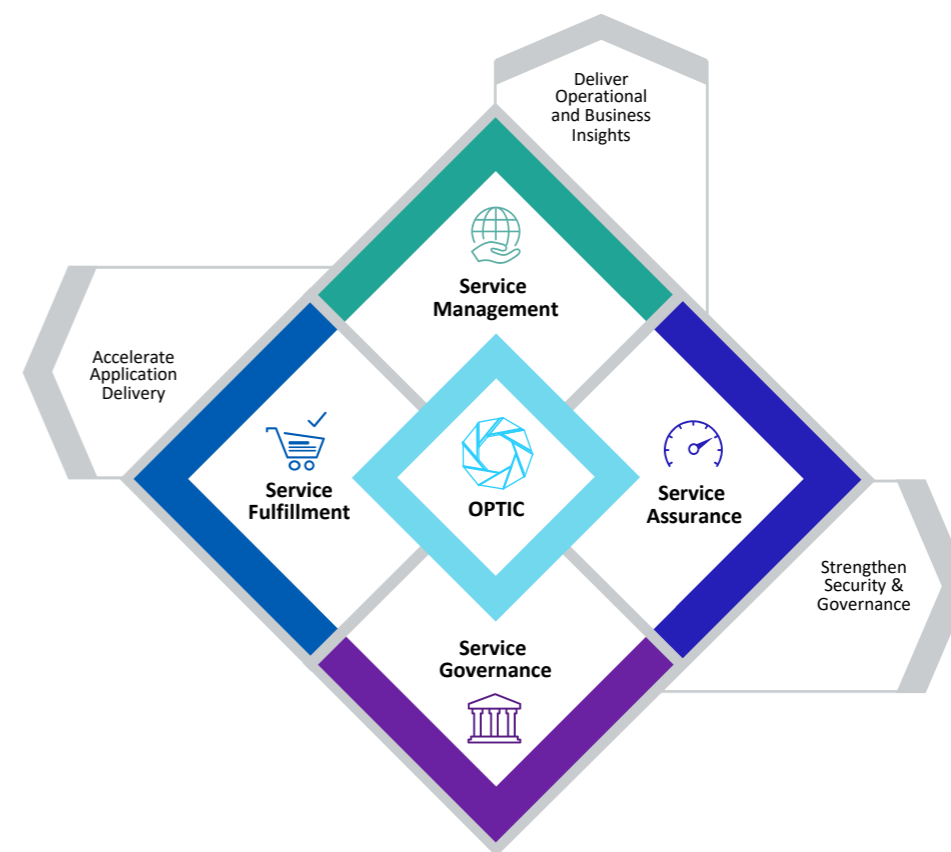 Deliver
Operational
and Business
Insights
Service
Management
Accelerate
Application
Delivery
Service
Fulfillment
OPTIC
Service
Assurance
Strengthen
Security &
Governance
Service
Governance